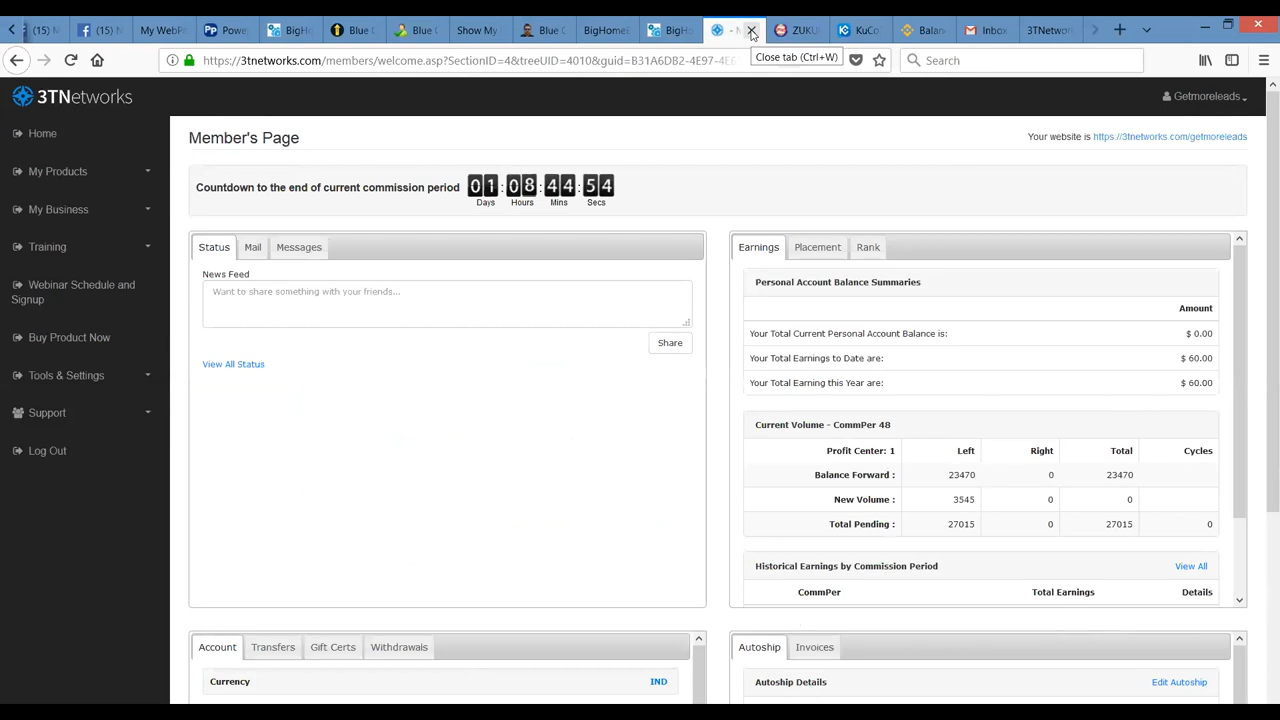 (15) M
(15) M
My WebP
Power
BigH
Blue C
Blue C
Show My
Blue C
BigHome
BigHo
- M
ZUKU
KuCo
Balan
Inbox
3TNetwork
Close tab (Ctrl+W)
https://3tnetworks.com/members/welcome.asp?SectionID=4&treeUID=2010&guid=B31A6DB2-4E97-4E6
Search
3TNetworks
Getmoreleads
Home
My Products
My Business
Training
Webinar Schedule and
Signup
Buy Product Now
Tools & Settings
Support
Log Out
Member's Page
Your website is https://3tnetworks.com/getmoreleads
Countdown to the end of current commission period 01 : 08 : 44 : 54
Days Hours Mins Secs
Status Mail Messages
News Feed
Want to share something with your friends...
Share
View All Status
Earnings Placement Rank
Personal Account Balance Summaries
Amount
Your Total Current Personal Account Balance is: $ 0.00
Your Total Earnings to Date are: $ 60.00
Your Total Earning this Year are: $ 60.00
Current Volume - CommPer 48
Profit Center: 1 Left Right Total Cycles
Balance Forward : 23470 0 23470
New Volume : 3545 0 0
Total Pending : 27015 0 27015 0
Historical Earnings by Commission Period View All
CommPer Total Earnings Details
Account Transfers Gift Certs Withdrawals
Currency IND
Autoship Invoices
Autoship Details Edit Autoship